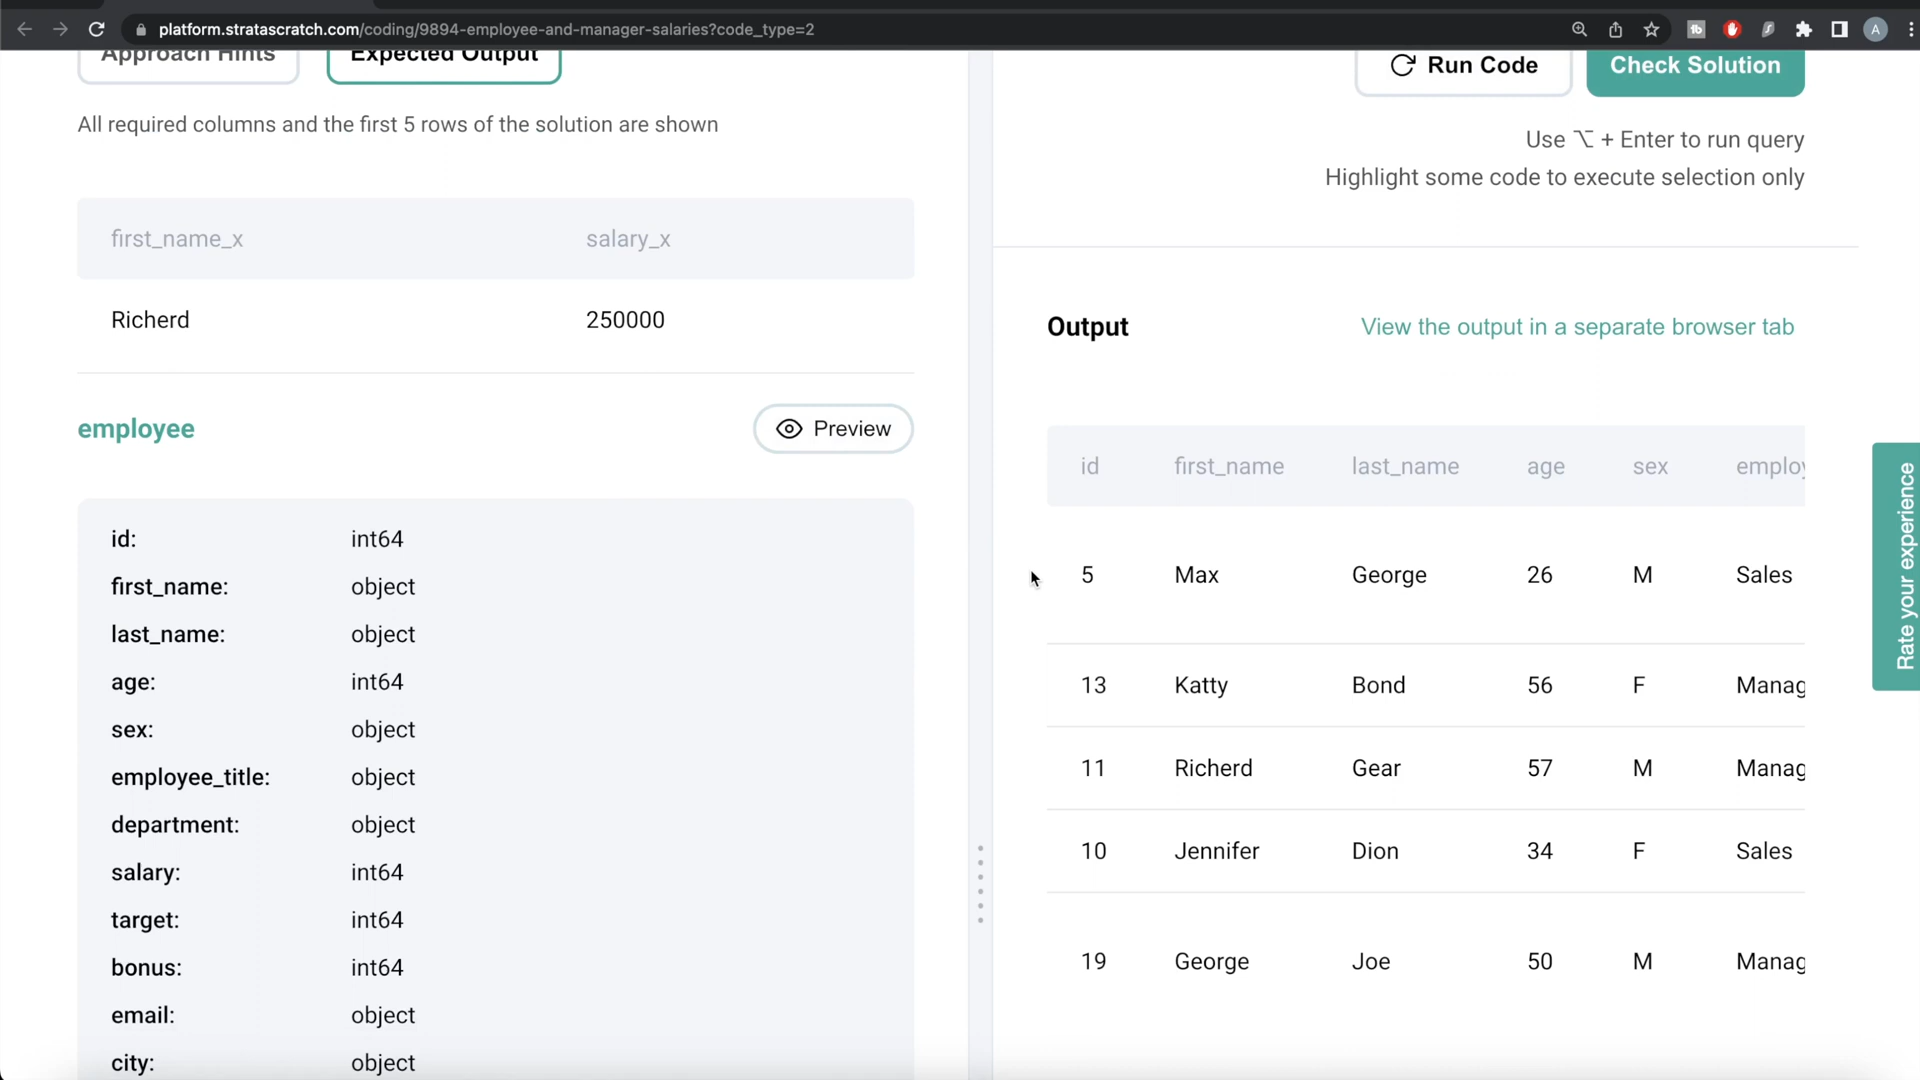 platform.stratascratch.com/coding/9894-employee-and-manager-salaries?code_type=2
A
Approach Hints
Expected Output
All required columns and the first 5 rows of the solution are shown
first_name_x salary_x
Richerd 250000
employee
Preview
id: int64
first_name: object
last_name: object
age: int64
sex: object
employee_title: object
department: object
salary: int64
target: int64
bonus: int64
email: object
city: object
Run Code
Check Solution
Use ⌥ + Enter to run query
Highlight some code to execute selection only
Output
View the output in a separate browser tab
id first_name last_name age sex employ
5 Max George 26 M Sales
13 Katty Bond 56 F Manag
11 Richerd Gear 57 M Manag
10 Jennifer Dion 34 F Sales
19 George Joe 50 M Manag
Rate your experience